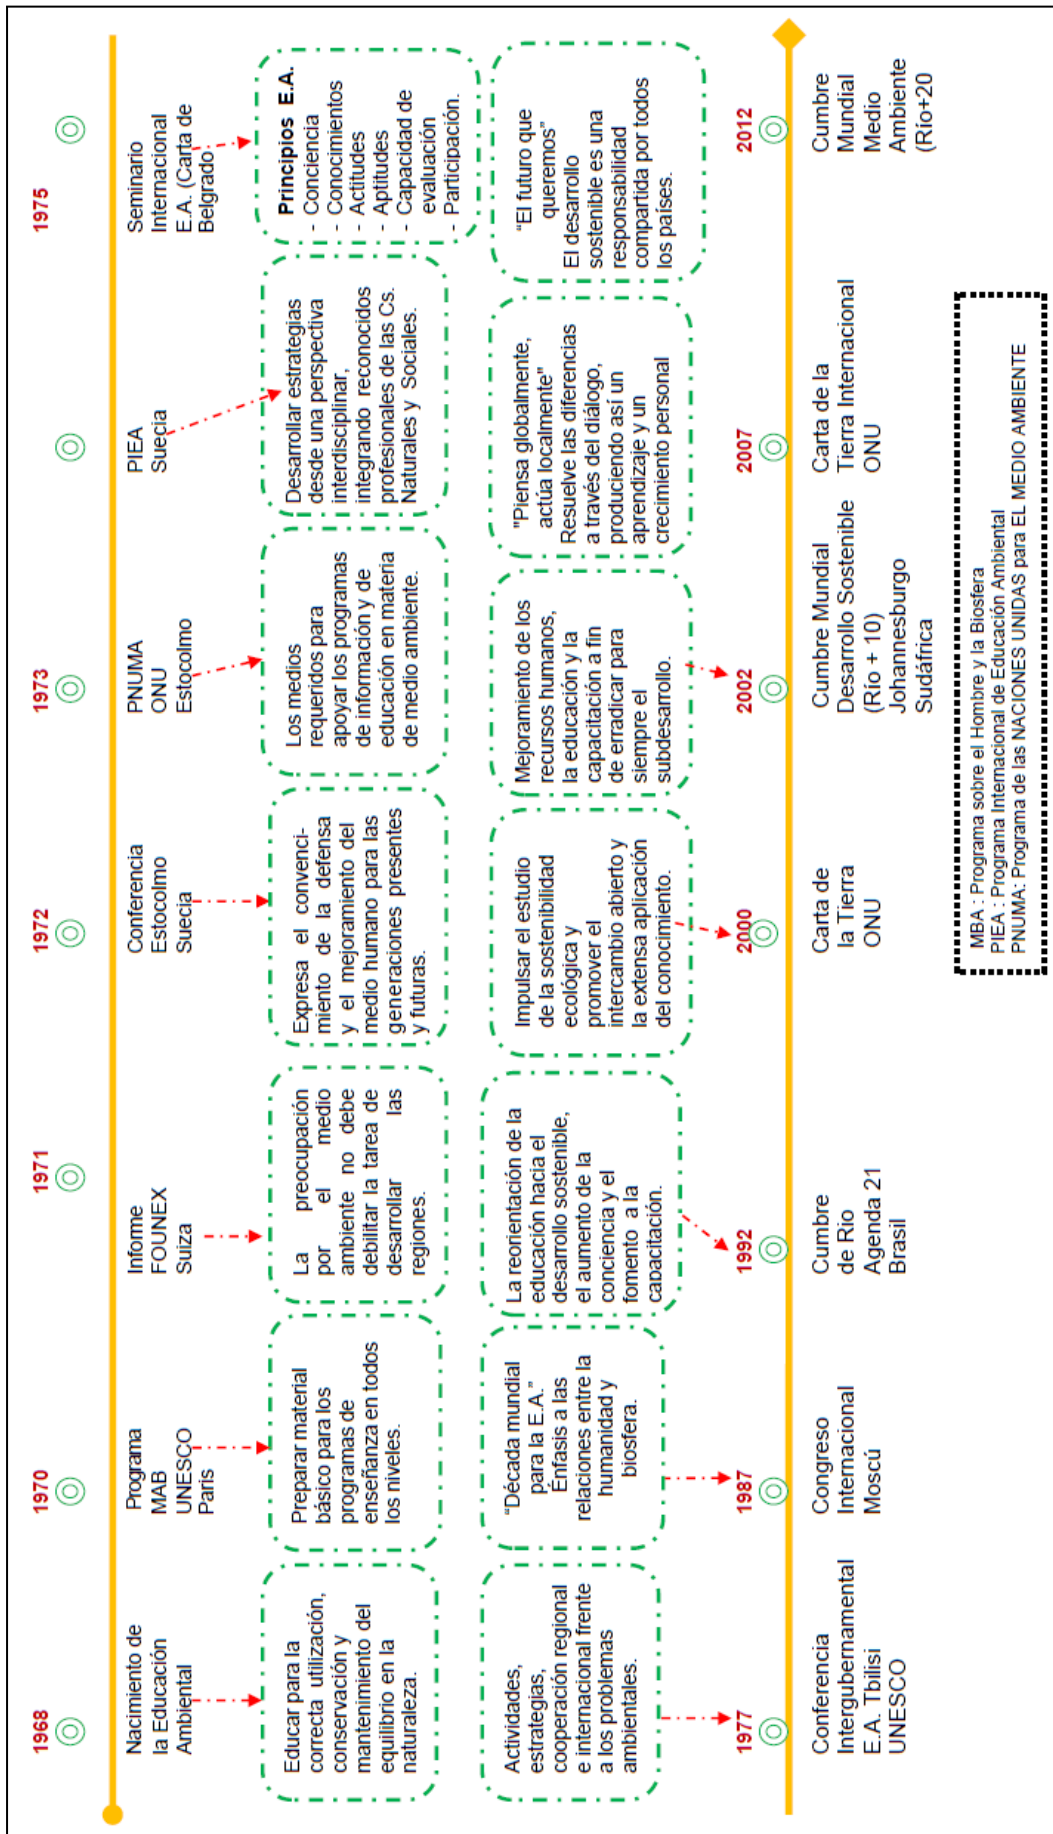 1968
Nacimiento de
la Educación
Ambiental
Educar para la
correcta utilización,
conservación y
mantenimiento del
equilibrio en la
naturaleza.
1970
Programa
MAB
UNESCO
Paris
Preparar material
básico para los
programas de
enseñanza en todos
los niveles.
1971
Informe
FOUNEX
Suiza
La preocupación
por el medio
ambiente no debe
debilitar la tarea de
desarrollar las
regiones.
1972
Conferencia
Estocolmo
Suecia
Expresa el convenci-
miento de la defensa
y el mejoramiento del
medio humano para las
generaciones presentes
y futuras.
1973
PNUMA
ONU
Estocolmo
Los medios
requeridos para
apoyar los programas
de información y de
educación en materia
de medio ambiente.
PIEA
Suecia
Desarrollar estrategias
desde una perspectiva
interdisciplinar,
integrando reconocidos
profesionales de las Cs.
Naturales y Sociales.
1975
Seminario
Internacional
E.A. (Carta de
Belgrado
Principios E.A.
- Conciencia
- Conocimientos
- Actitudes
- Aptitudes
- Capacidad de
evaluación
- Participación.
Actividades,
estrategias,
cooperación regional
e internacional frente
a los problemas
ambientales.
1977
Conferencia
Intergubernamental
E.A. Tbilisi
UNESCO
“Década mundial
para la E.A.”
Énfasis a las
relaciones entre la
humanidad y
biosfera.
1987
Congreso
Internacional
Moscú
La reorientación de la
educación hacia el
desarrollo sostenible,
el aumento de la
conciencia y el
fomento a la
capacitación.
1992
Cumbre
de Rio
Agenda 21
Brasil
Impulsar el estudio
de la sostenibilidad
ecológica y
promover el
intercambio abierto y
la extensa aplicación
del conocimiento.
2000
Carta de
la Tierra
ONU
Mejoramiento de los
recursos humanos,
la educación y la
capacitación a fin
de erradicar para
siempre el
subdesarrollo.
2002
Cumbre Mundial
Desarrollo Sostenible
(Río + 10)
Johannesburgo
Sudáfrica
"Piensa globalmente,
actúa localmente"
Resuelve las diferencias
a través del diálogo,
produciendo así un
aprendizaje y un
crecimiento personal
2007
Carta de la
Tierra Internacional
ONU
“El futuro que
queremos”
El desarrollo
sostenible es una
responsabilidad
compartida por todos
los países.
2012
Cumbre
Mundial
Medio
Ambiente
(Río+20
MBA : Programa sobre el Hombre y la Biosfera
PIEA : Programa Internacional de Educación Ambiental
PNUMA: Programa de las NACIONES UNIDAS para EL MEDIO AMBIENTE